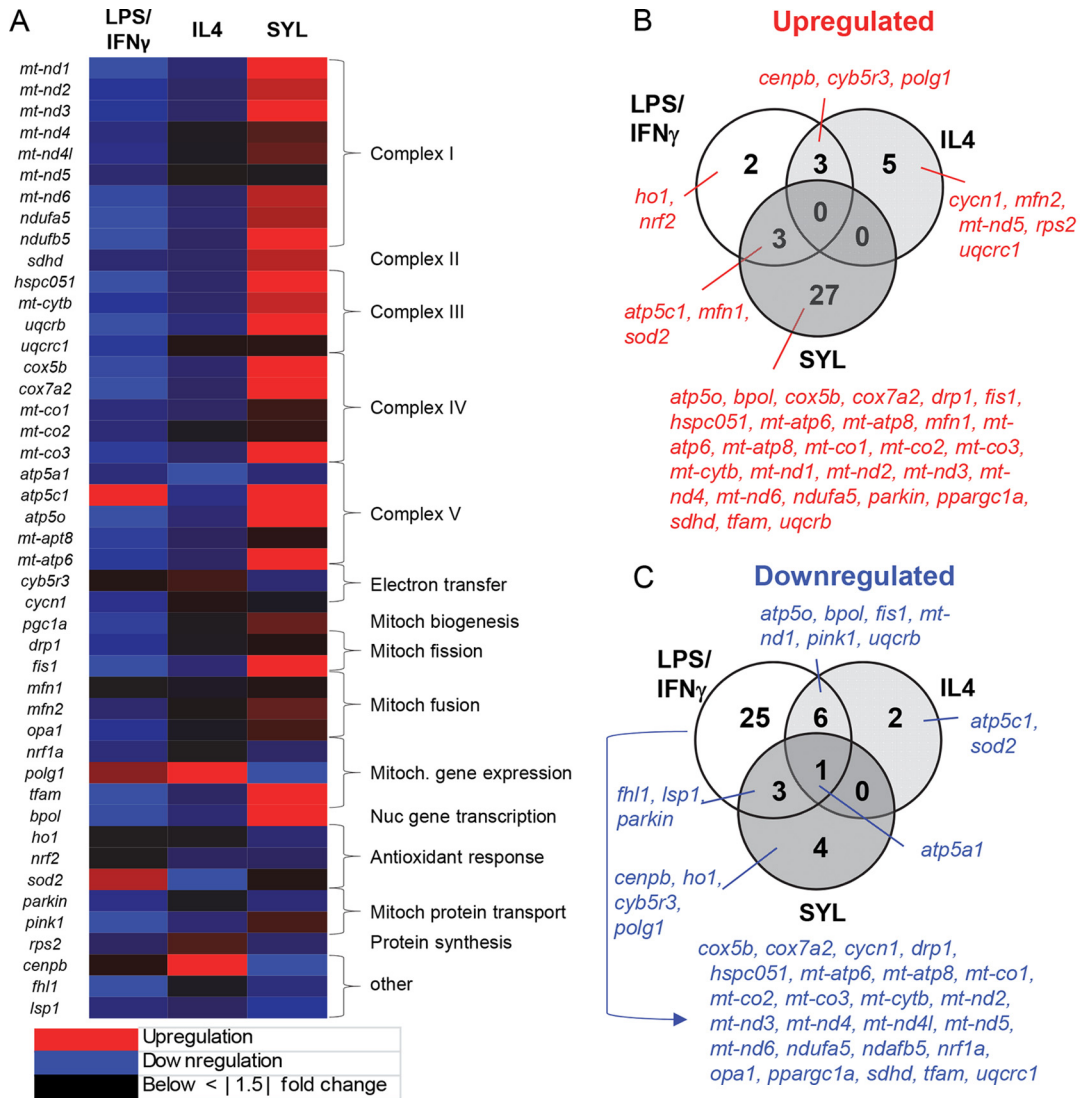 A
LPS/
IFNγ
IL4
SYL
mt-nd1
mt-nd2
mt-nd3
mt-nd4
mt-nd4l
mt-nd5
mt-nd6
ndufa5
ndufb5
sdhd
hspc051
mt-cytb
uqcrb
uqcrc1
cox5b
cox7a2
mt-co1
mt-co2
mt-co3
atp5a1
atp5c1
atp5o
mt-apt8
mt-atp6
cyb5r3
cycn1
pgc1a
drp1
fis1
mfn1
mfn2
opa1
nrf1a
polg1
tfam
bpol
ho1
nrf2
sod2
parkin
pink1
rps2
cenpb
fhl1
lsp1
Complex I
Complex II
Complex III
Complex IV
Complex V
Electron transfer
Mitoch biogenesis
Mitoch fission
Mitoch fusion
Mitoch. gene expression
Nuc gene transcription
Antioxidant response
Mitoch protein transport
Protein synthesis
other
Upregulation
Downregulation
Below < | 1.5| fold change
B
Upregulated
cenpb, cyb5r3, polg1
LPS/
IFNγ
IL4
2
3
5
ho1,
nrf2
0
cycn1, mfn2,
mt-nd5, rps2
uqcrc1
3
0
27
atp5c1, mfn1,
sod2
SYL
atp5o, bpol, cox5b, cox7a2, drp1, fis1,
hspc051, mt-atp6, mt-atp8, mfn1, mt-
atp6, mt-atp8, mt-co1, mt-co2, mt-co3,
mt-cytb, mt-nd1, mt-nd2, mt-nd3, mt-
nd4, mt-nd6, ndufa5, parkin, ppargc1a,
sdhd, tfam, uqcrb
C
Downregulated
atp5o, bpol, fis1, mt-
nd1, pink1, uqcrb
LPS/
IFNγ
IL4
25
6
2
atp5c1,
sod2
1
fhl1, lsp1,
parkin
3
0
4
atp5a1
cenpb, ho1,
cyb5r3,
polg1
SYL
cox5b, cox7a2, cycn1, drp1,
hspc051, mt-atp6, mt-atp8, mt-co1,
mt-co2, mt-co3, mt-cytb, mt-nd2,
mt-nd3, mt-nd4, mt-nd4l, mt-nd5,
mt-nd6, ndufa5, ndafb5, nrf1a,
opa1, ppargc1a, sdhd, tfam, uqcrc1